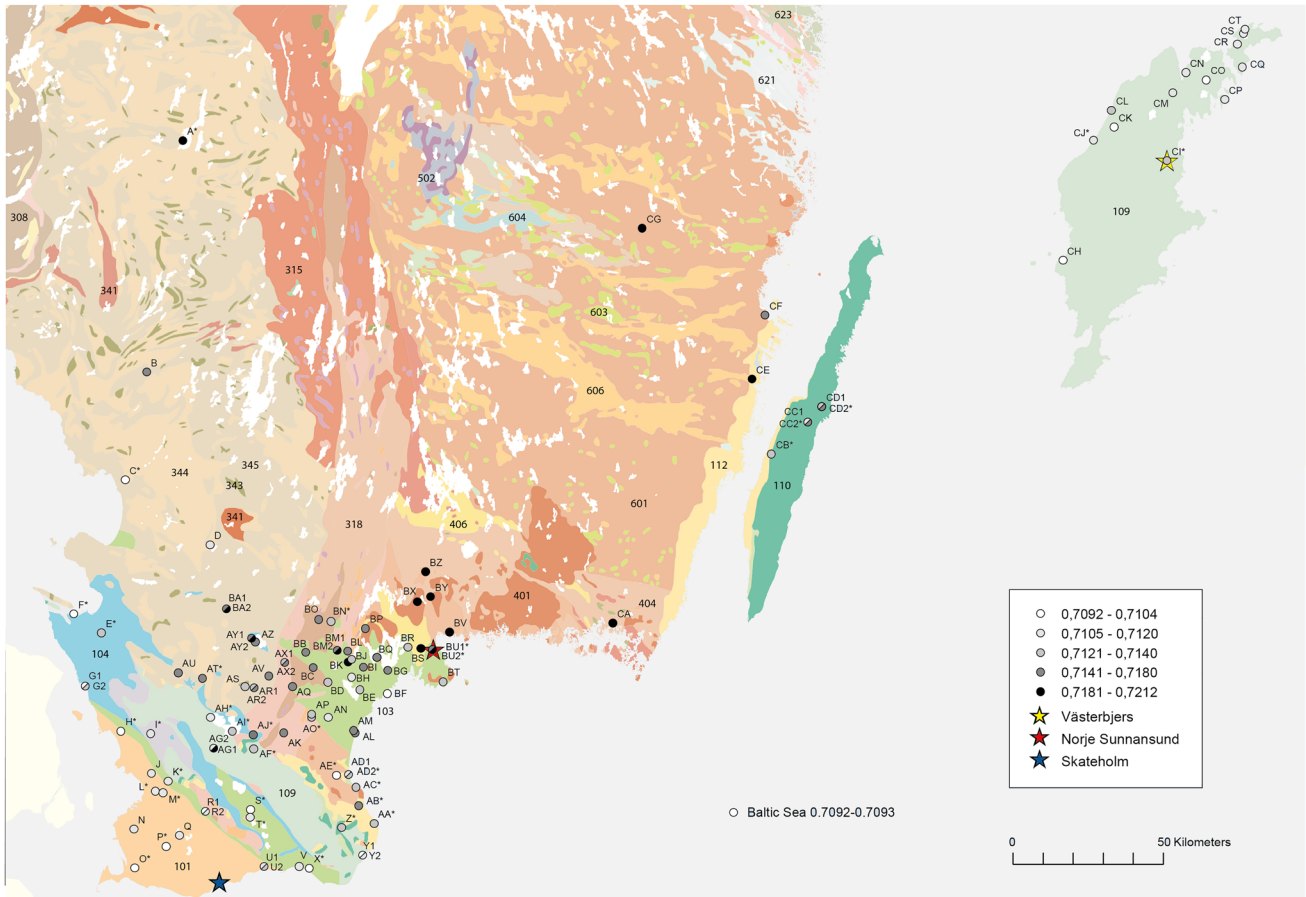 623
CT
CS
CR
621
CN
CO
CQ
CM
CP
CL
CK
A*
CJ*
CI*
502
308
604
CG
109
CH
315
341
CF
603
B
CE
606
CD1
CD2*
CC1
CC2*
CB*
112
110
C*
344
345
343
341
318
406
601
D
BZ
BX
BY
401
404
CA
BV
BA1
BA2
F*
E*
104
BO
BN*
BP
AY1
AZ
AY2
BM1
BM2
BL
BR
BU1*
BU2*
BS
BB
BJ
BQ
BK
BI
BG
AX1
AX2
BC
BH
BT
AU
AT*
AV
AS
AR1
AR2
AQ
BD
BE
BF
103
G1
G2
AH*
AP
AN
AO*
AM
AL
H*
I*
AI*
AJ*
AK
AG2
AG1
AF*
J
K*
L*
M*
AE*
AD1
AD2*
AC*
109
AB*
AA*
R1
R2
S*
T*
Z*
N
Q
P*
Y1
Y2
O*
101
U1
U2
V
X*
0,7092 - 0,7104
0,7105 - 0,7120
0,7121 - 0,7140
0,7141 - 0,7180
0,7181 - 0,7212
Västerbjers
Norje Sunnansund
Skateholm
Baltic Sea 0.7092-0.7093
0 50 Kilometers